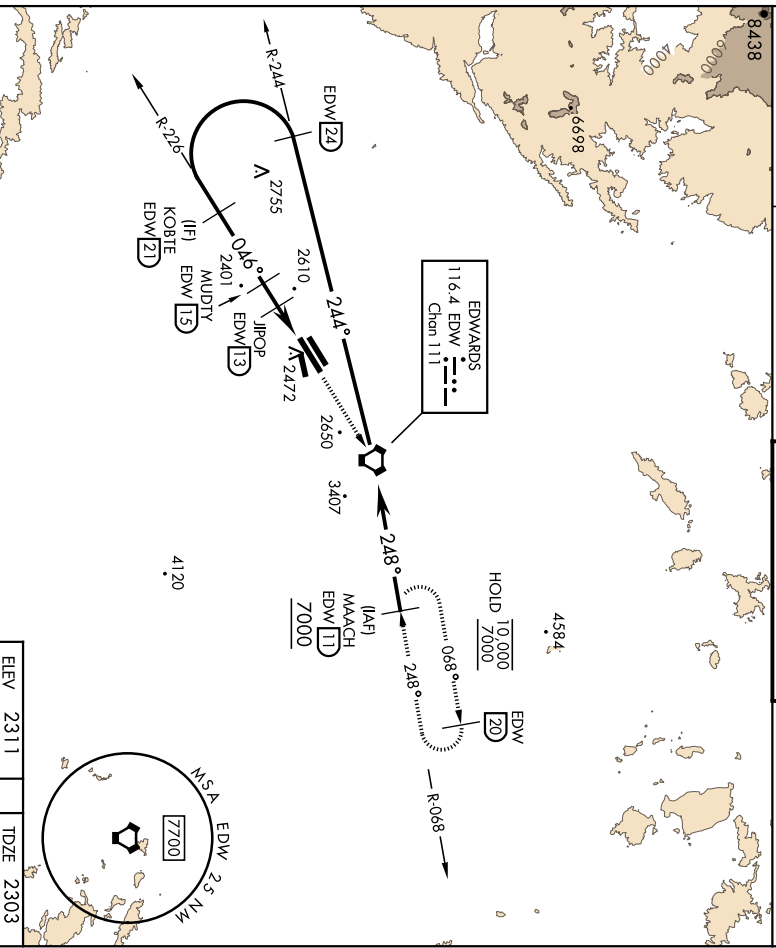 8438
6000
4000
6698
R-244
R-226
EDW 24
2755
(IF)
KOBTE
EDW 21
046°
2401
MUDTY
EDW 15
2610
JIPOP
EDW 13
244°
2472
EDWARDS
116.4 EDW
Chan 111
2650
3407
248°
4120
(IAF)
MAACH
EDW 11
7000
HOLD 10,000
7000
4584
068°
248°
EDW
20
R-068
MSA EDW 25 NM
7700
ELEV 2311
TDZE 2303